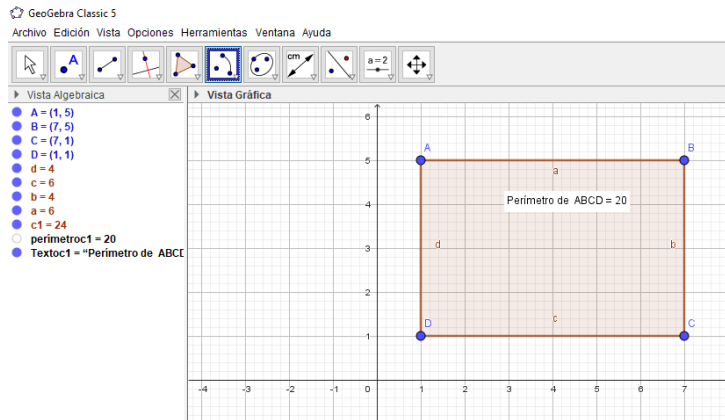 GeoGebra Classic 5
Archivo Edición Vista Opciones Herramientas Ventana Ayuda
A
cm
a=2
Vista Algebraica
Vista Gráfica
A = (1, 5)
B = (7, 5)
C = (7, 1)
D = (1, 1)
d = 4
c = 6
b = 4
a = 6
c1 = 24
perímetroc1 = 20
Textoc1 = “Perímetro de ABCD
6
5
4
3
2
1
A
B
a
Perímetro de ABCD = 20
d
b
c
D
C
-4 -3 -2 -1 0 1 2 3 4 5 6 7